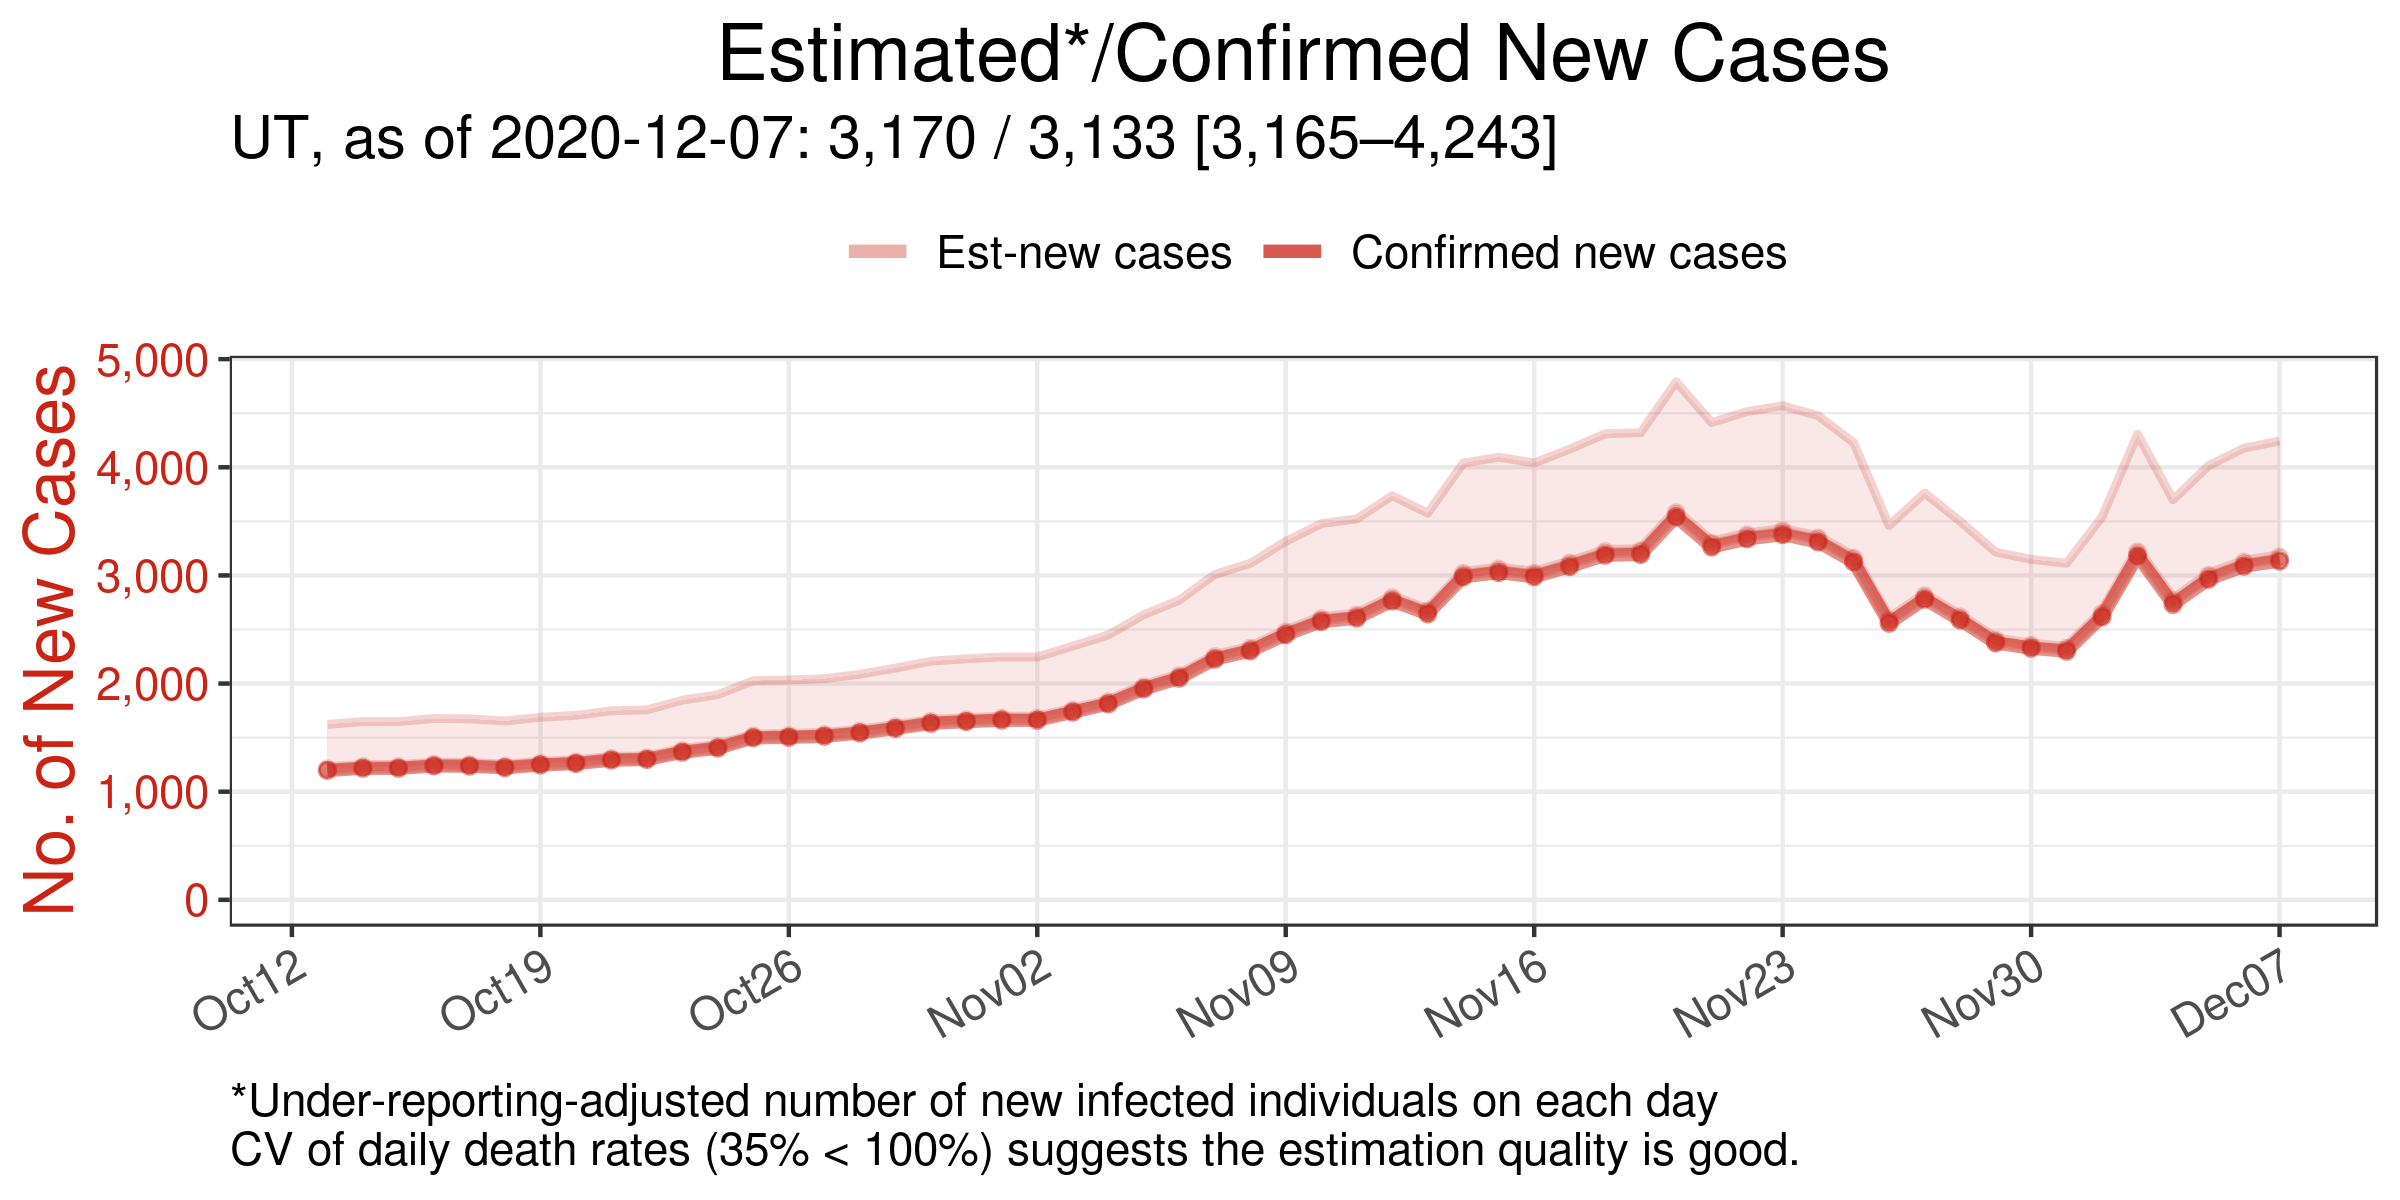 Estimated*/Confirmed New Cases
UT, as of 2020-12-07: 3,170 / 3,133 [3,165–4,243]
Est-new cases
Confirmed new cases
No. of New Cases
5,000
4,000
3,000
2,000
1,000
0
Oct12
Oct19
Oct26
Nov02
Nov09
Nov16
Nov23
Nov30
Dec07
*Under-reporting-adjusted number of new infected individuals on each day
CV of daily death rates (35% < 100%) suggests the estimation quality is good.